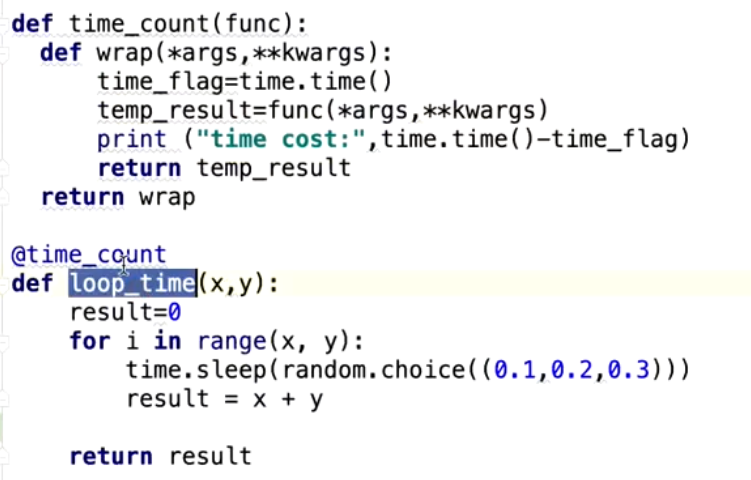 def time_count(func):
  def wrap(*args,**kwargs):
      time_flag=time.time()
      temp_result=func(*args,**kwargs)
      print ("time cost:",time.time()-time_flag)
      return temp_result
  return wrap

@time_count
def loop_time(x,y):
    result=0
    for i in range(x, y):
        time.sleep(random.choice((0.1,0.2,0.3)))
        result = x + y

    return result